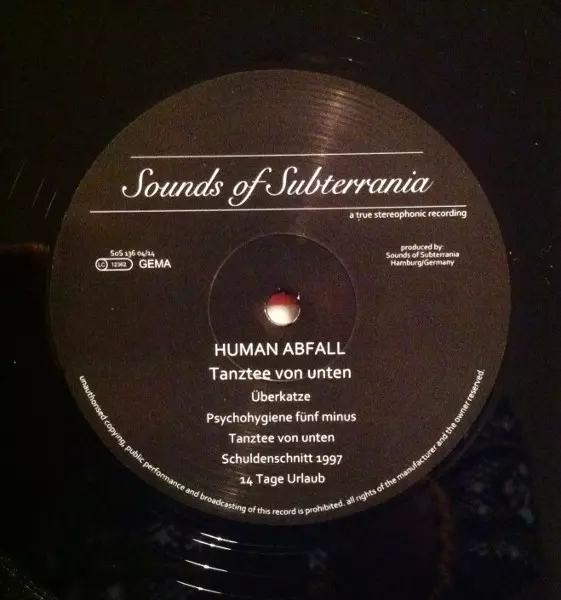 Sounds of Subterrania
a true stereophonic recording
SoS 136 04/14
LC 12362 GEMA
produced by:
Sounds of Subterrania
Hamburg/Germany
HUMAN ABFALL
Tanztee von unten
Überkatze
Psychohygiene fünf minus
Tanztee von unten
Schuldenschnitt 1997
14 Tage Urlaub
unauthorised copying, public performance and broadcasting of this record is prohibited. all rights of the manufacturer and the owner reserved.